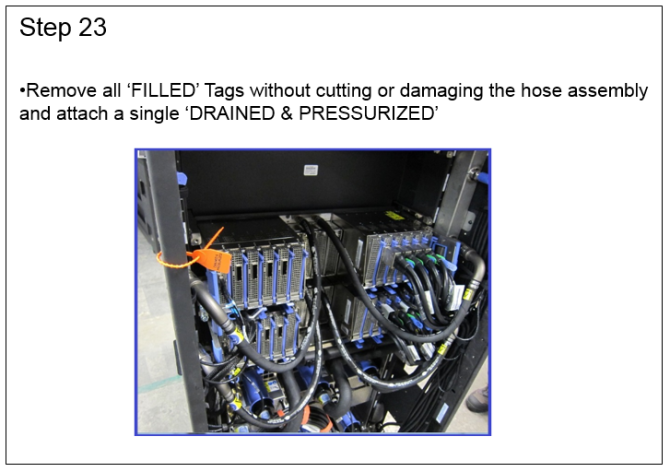 Step 23
•Remove all ‘FILLED’ Tags without cutting or damaging the hose assembly
and attach a single ‘DRAINED & PRESSURIZED’